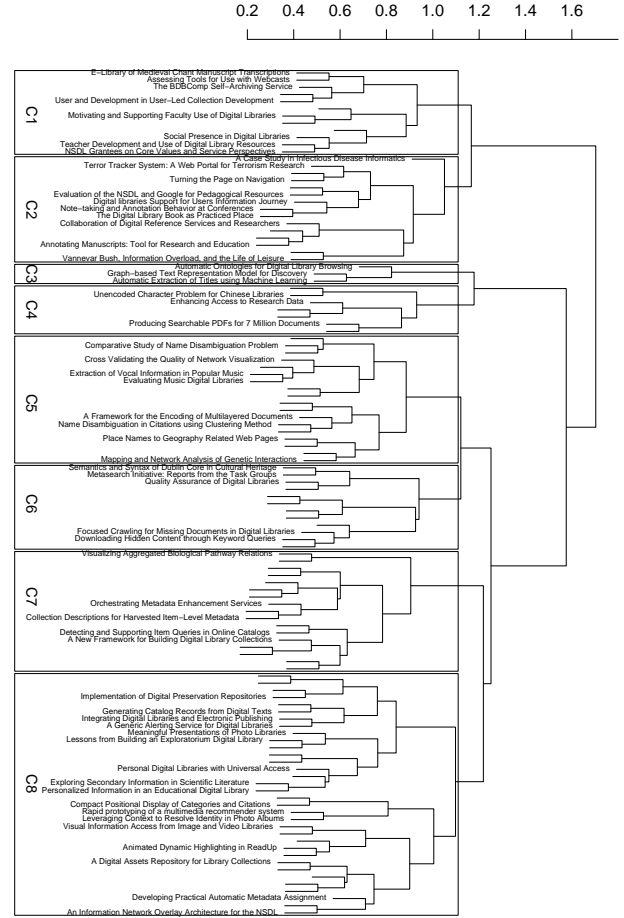 0.2 0.4 0.6 0.8 1.0 1.2 1.4 1.6
C1
E-Library of Medieval Chant Manuscript Transcriptions
Assessing Tools for Use with Webcasts
The BDBComp Self-Archiving Service
User and Development in User-Led Collection Development
Motivating and Supporting Faculty Use of Digital Libraries
Social Presence in Digital Libraries
Teacher Development and Use of Digital Library Resources
NSDL Grantees on Core Values and Service Perspectives
C2
A Case Study in Infectious Disease Informatics
Terror Tracker System: A Web Portal for Terrorism Research
Turning the Page on Navigation
Evaluation of the NSDL and Google for Pedagogical Resources
Digital libraries Support for Users Information Journey
Note-taking and Annotation Behavior at Conferences
The Digital Library Book as Practiced Place
Collaboration of Digital Reference Services and Researchers
Annotating Manuscripts: Tool for Research and Education
Vannevar Bush, Information Overload, and the Life of Leisure
C3
Automatic Ontologies for Digital Library Browsing
Graph-based Text Representation Model for Discovery
Automatic Extraction of Titles using Machine Learning
C4
Unencoded Character Problem for Chinese Libraries
Enhancing Access to Research Data
Producing Searchable PDFs for 7 Million Documents
C5
Comparative Study of Name Disambiguation Problem
Cross Validating the Quality of Network Visualization
Extraction of Vocal Information in Popular Music
Evaluating Music Digital Libraries
A Framework for the Encoding of Multilayered Documents
Name Disambiguation in Citations using Clustering Method
Place Names to Geography Related Web Pages
Mapping and Network Analysis of Genetic Interactions
C6
Semantics and Syntax of Dublin Core in Cultural Heritage
Metasearch Initiative: Reports from the Task Groups
Quality Assurance of Digital Libraries
Focused Crawling for Missing Documents in Digital Libraries
Downloading Hidden Content through Keyword Queries
C7
Visualizing Aggregated Biological Pathway Relations
Orchestrating Metadata Enhancement Services
Collection Descriptions for Harvested Item-Level Metadata
Detecting and Supporting Item Queries in Online Catalogs
A New Framework for Building Digital Library Collections
C8
Implementation of Digital Preservation Repositories
Generating Catalog Records from Digital Texts
Integrating Digital Libraries and Electronic Publishing
A Generic Alerting Service for Digital Libraries
Meaningful Presentations of Photo Libraries
Lessons from Building an Exploratorium Digital Library
Personal Digital Libraries with Universal Access
Exploring Secondary Information in Scientific Literature
Personalized Information in an Educational Digital Library
Compact Positional Display of Categories and Citations
Rapid prototyping of a multimedia recommender system
Leveraging Context to Resolve Identity in Photo Albums
Visual Information Access from Image and Video Libraries
Animated Dynamic Highlighting in ReadUp
A Digital Assets Repository for Library Collections
Developing Practical Automatic Metadata Assignment
An Information Network Overlay Architecture for the NSDL